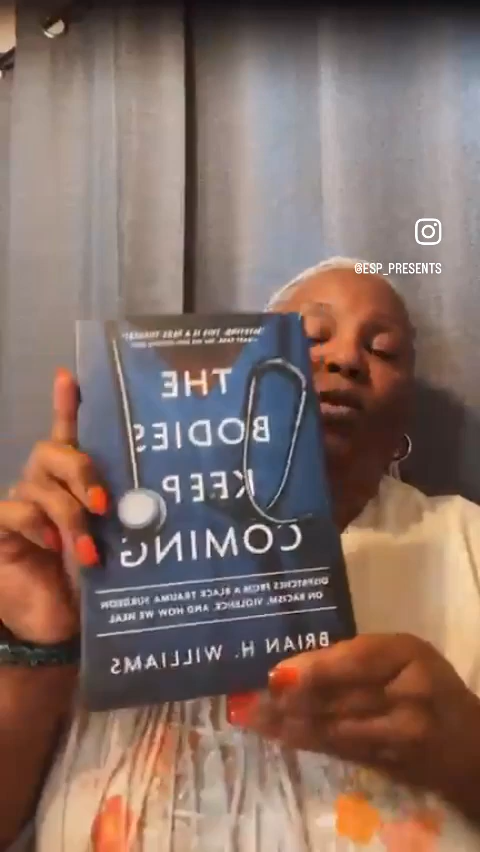 @ESP_PRESENTS
THE
BODIES
KEEP
COMING
DISPATCHES FROM A BLACK TRAUMA SURGEON
ON RACISM, VIOLENCE, AND HOW WE HEAL
BRIAN H. WILLIAMS